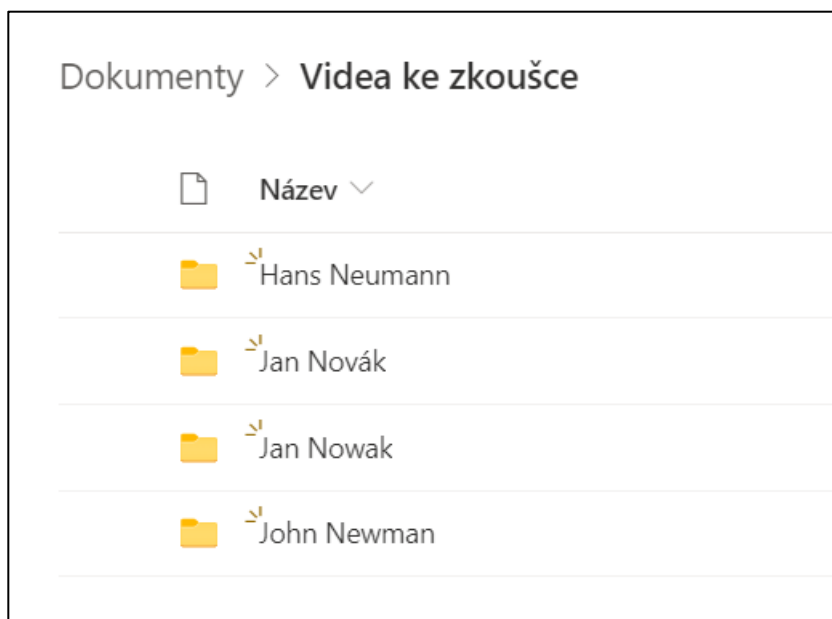 Dokumenty > Videa ke zkoušce
Název
Hans Neumann
Jan Novák
Jan Nowak
John Newman